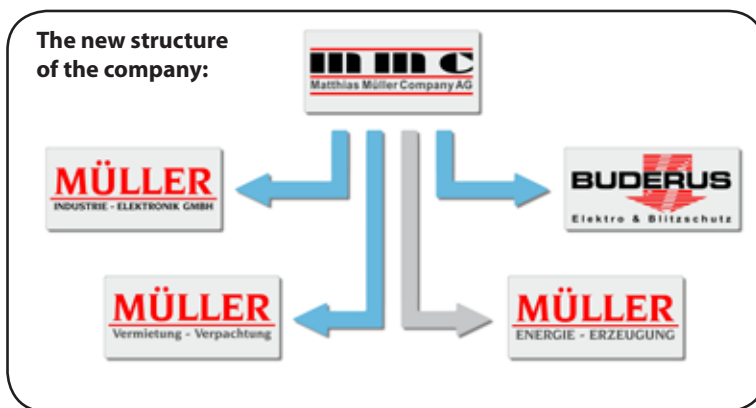 The new structure
of the company:
mmc
Matthias Müller Company AG
MÜLLER
INDUSTRIE - ELEKTRONIK GMBH
BUDERUS
Elektro & Blitzschutz
MÜLLER
Vermietung - Verpachtung
MÜLLER
ENERGIE - ERZEUGUNG